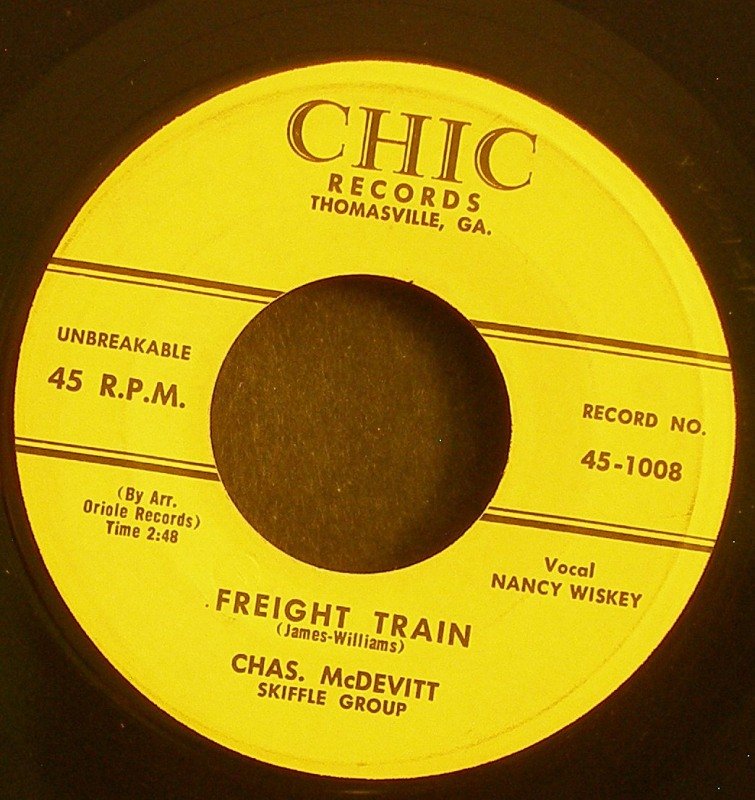 CHIC
RECORDS
THOMASVILLE, GA.
UNBREAKABLE
45 R.P.M.
RECORD NO.
45-1008
(By Arr.
Oriole Records)
Time 2:48
Vocal
NANCY WISKEY
FREIGHT TRAIN
(James-Williams)
CHAS. McDEVITT
SKIFFLE GROUP